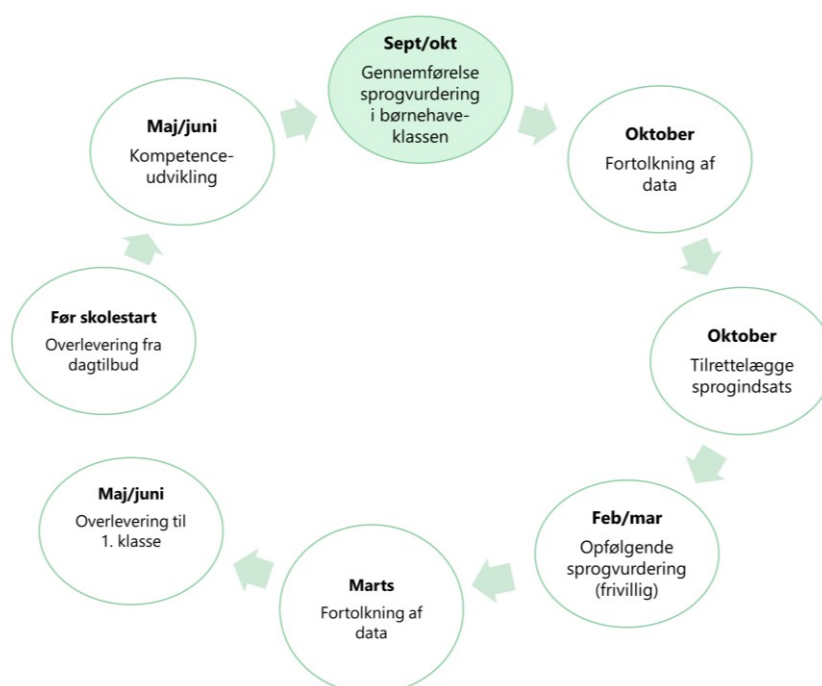 Sept/okt
Gennemførelse
sprogvurdering
i børnehave-
klassen
Oktober
Fortolkning af
data
Oktober
Tilrettelægge
sprogindsats
Feb/mar
Opfølgende
sprogvurdering
(frivillig)
Marts
Fortolkning af
data
Maj/juni
Overlevering til
1. klasse
Før skolestart
Overlevering fra
dagtilbud
Maj/juni
Kompetence-
udvikling